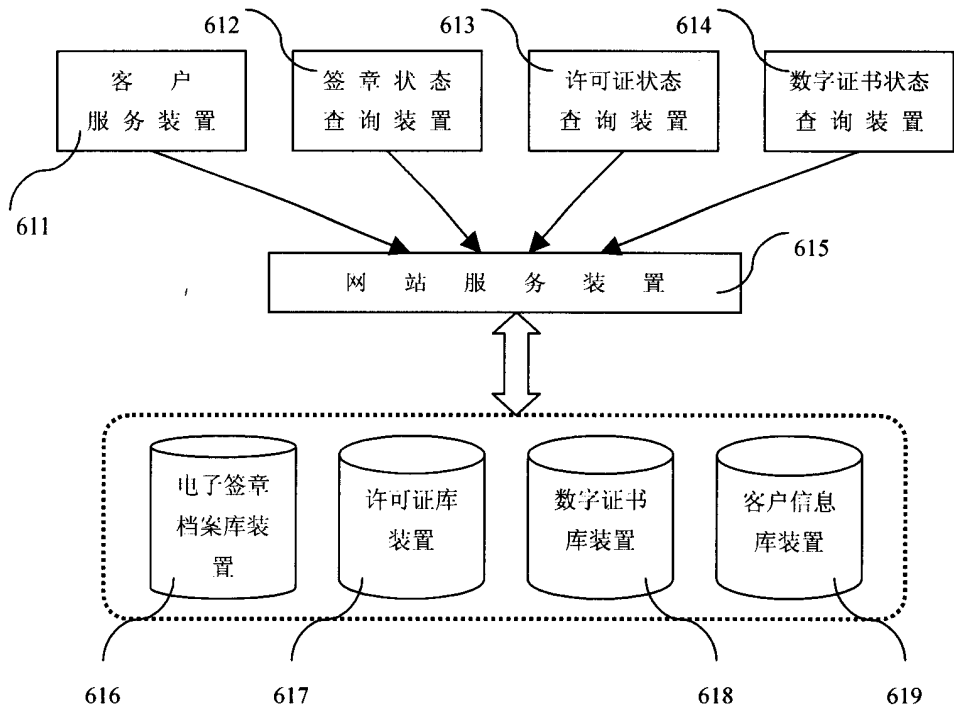 612
613
614
客 户
服 务 装 置
签 章 状 态
查 询 装 置
许可证状态
查 询 装 置
数字证书状态
查 询 装 置
611
615
网 站 服 务 装 置
电子签章
档案库装
置
许可证库
装置
数字证书
库装置
客户信息
库装置
616
617
618
619